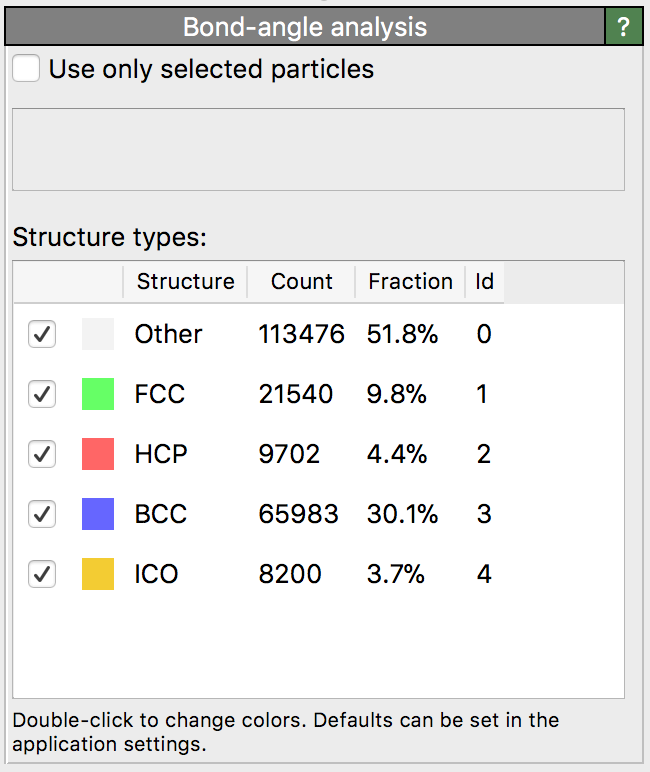 Bond-angle analysis ?
Use only selected particles
Structure types:
Structure Count Fraction Id
Other 113476 51.8% 0
FCC 21540 9.8% 1
HCP 9702 4.4% 2
BCC 65983 30.1% 3
ICO 8200 3.7% 4
Double-click to change colors. Defaults can be set in the
application settings.